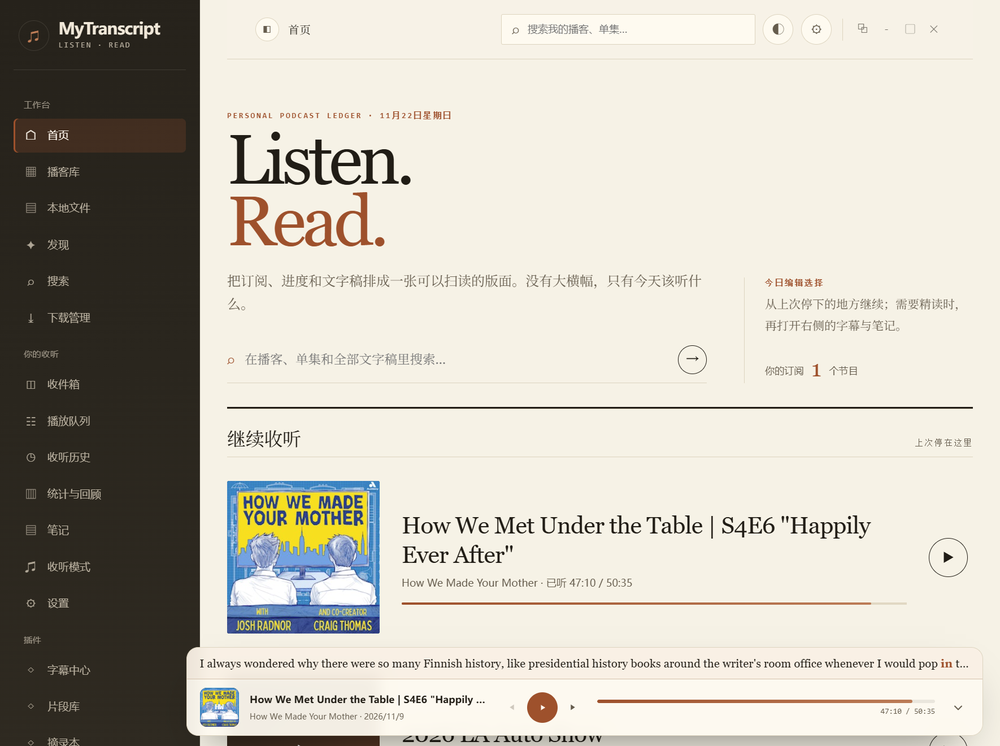 MyTranscript
LISTEN · READ
工作台
首页
播客库
本地文件
发现
搜索
下载管理
你的收听
收件箱
播放队列
收听历史
统计与回顾
笔记
收听模式
设置
插件
字幕中心
片段库
摘录本
首页
搜索我的播客、单集...
PERSONAL PODCAST LEDGER · 11月22日星期日
Listen.
Read.
把订阅、进度和文字稿排成一张可以扫读的版面。没有大横幅，只有今天该听什
么。
在播客、单集和全部文字稿里搜索...
今日编辑选择
从上次停下的地方继续；需要精读时，
再打开右侧的字幕与笔记。
你的订阅 1 个节目
继续收听
上次停在这里
HOW WE MADE
YOUR MOTHER
WITH
JOSH RADNOR
AND CO-CREATOR
CRAIG THOMAS
How We Met Under the Table | S4E6 "Happily
Ever After"
How We Made Your Mother · 已听 47:10 / 50:35
I always wondered why there were so many Finnish history, like presidential history books around the writer's room office whenever I would pop in t...
How We Met Under the Table | S4E6 "Happily ...
How We Made Your Mother · 2026/11/9
47:10 / 50:35
2026 LA Auto Show